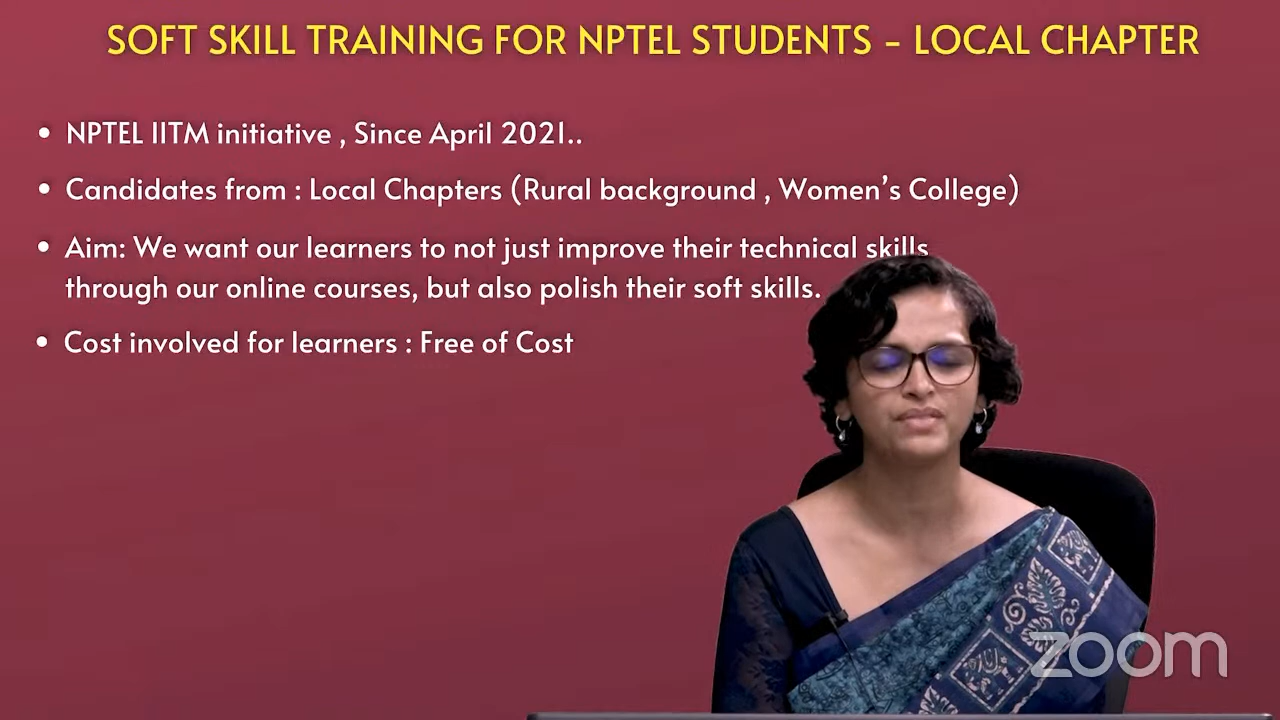 SOFT SKILL TRAINING FOR NPTEL STUDENTS - LOCAL CHAPTER
• NPTEL IITM initiative , Since April 2021..
• Candidates from : Local Chapters (Rural background , Women's College)
• Aim: We want our learners to not just improve their technical skills
through our online courses, but also polish their soft skills.
• Cost involved for learners : Free of Cost
zoom